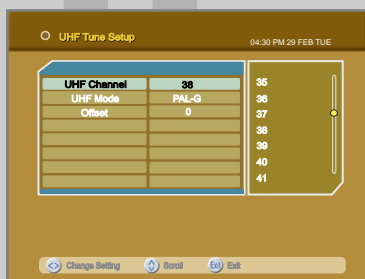 UHF Tune Setup
04:30 PM 29 FEB TUE
UHF Channel 38
UHF Mode PAL-G
Offset 0
35
36
37
38
39
40
41
<> Change Setting Scroll Exit Exit